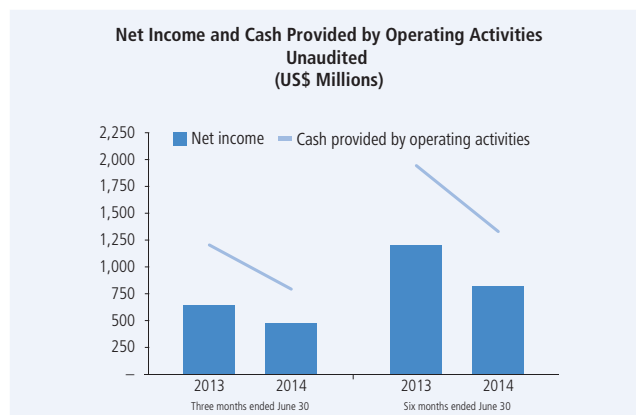 Net Income and Cash Provided by Operating Activities
Unaudited
(US$ Millions)
2,250
Net income
Cash provided by operating activities
2,000
1,750
1,500
1,250
1,000
750
500
250
–
2013
2014
2013
2014
Three months ended June 30
Six months ended June 30